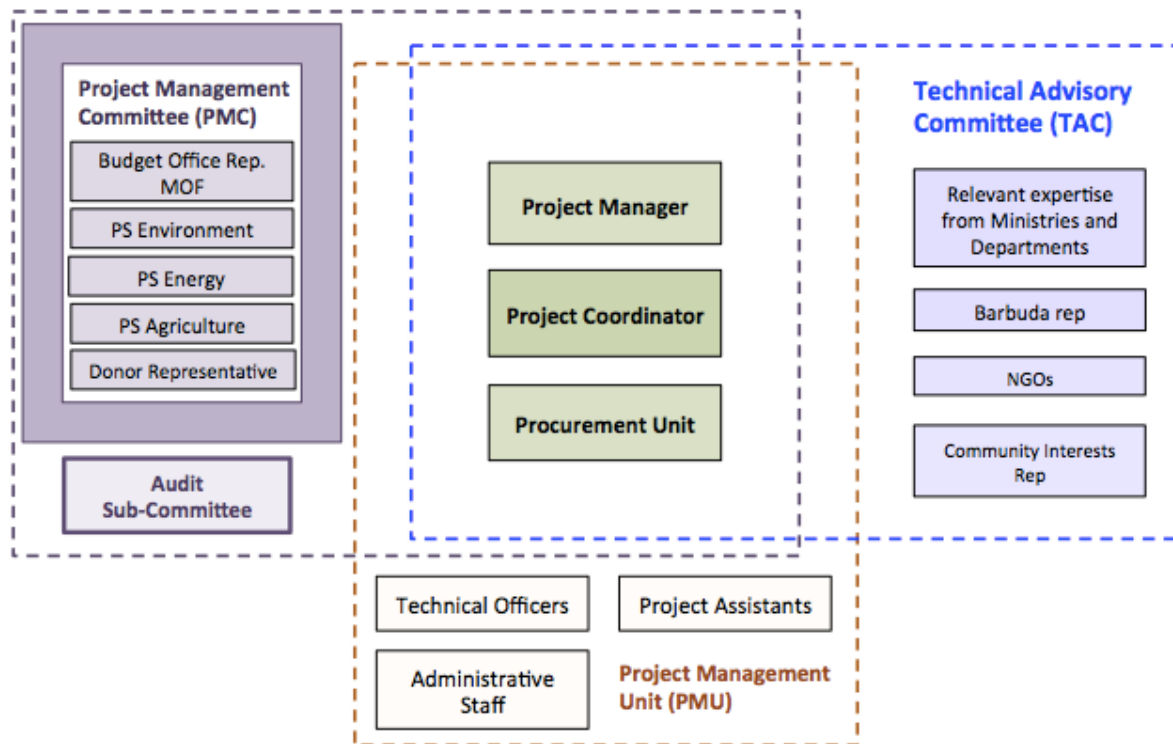 Project Management
Committee (PMC)
Budget Office Rep.
MOF
PS Environment
PS Energy
PS Agriculture
Donor Representative
Audit
Sub-Committee
Project Manager
Project Coordinator
Procurement Unit
Technical Advisory
Committee (TAC)
Relevant expertise
from Ministries and
Departments
Barbuda rep
NGOs
Community Interests
Rep
Technical Officers
Project Assistants
Administrative
Staff
Project Management
Unit (PMU)